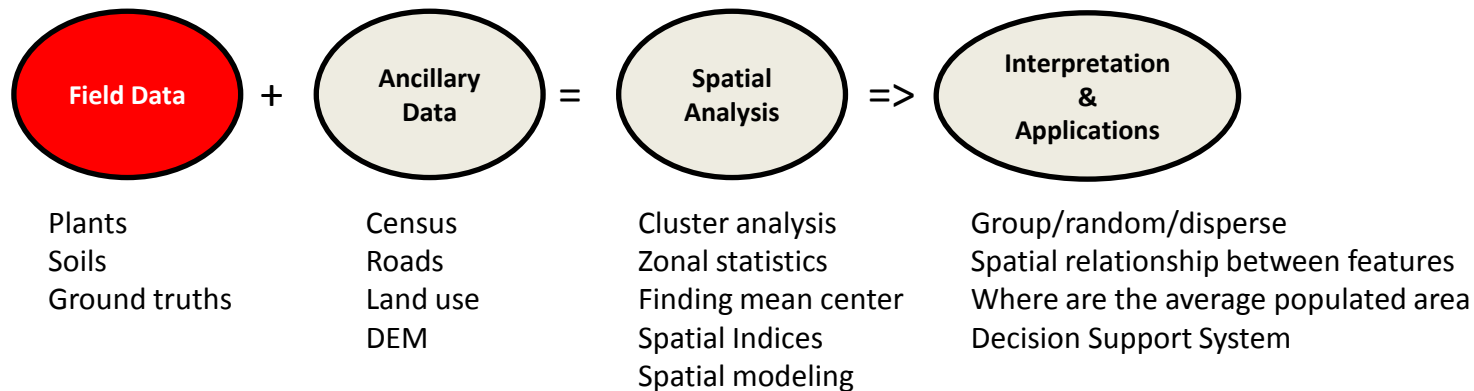 Field Data
+
Ancillary
Data
=
Spatial
Analysis
=>
Interpretation
&
Applications
Plants
Soils
Ground truths
Census
Roads
Land use
DEM
Cluster analysis
Zonal statistics
Finding mean center
Spatial Indices
Spatial modeling
Group/random/disperse
Spatial relationship between features
Where are the average populated area
Decision Support System